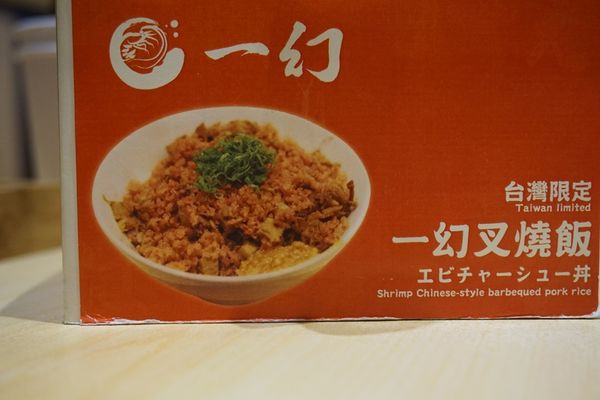 一幻
台灣限定
Taiwan limited
一幻叉燒飯
エビチャーシュー丼
Shrimp Chinese-style barbequed pork rice